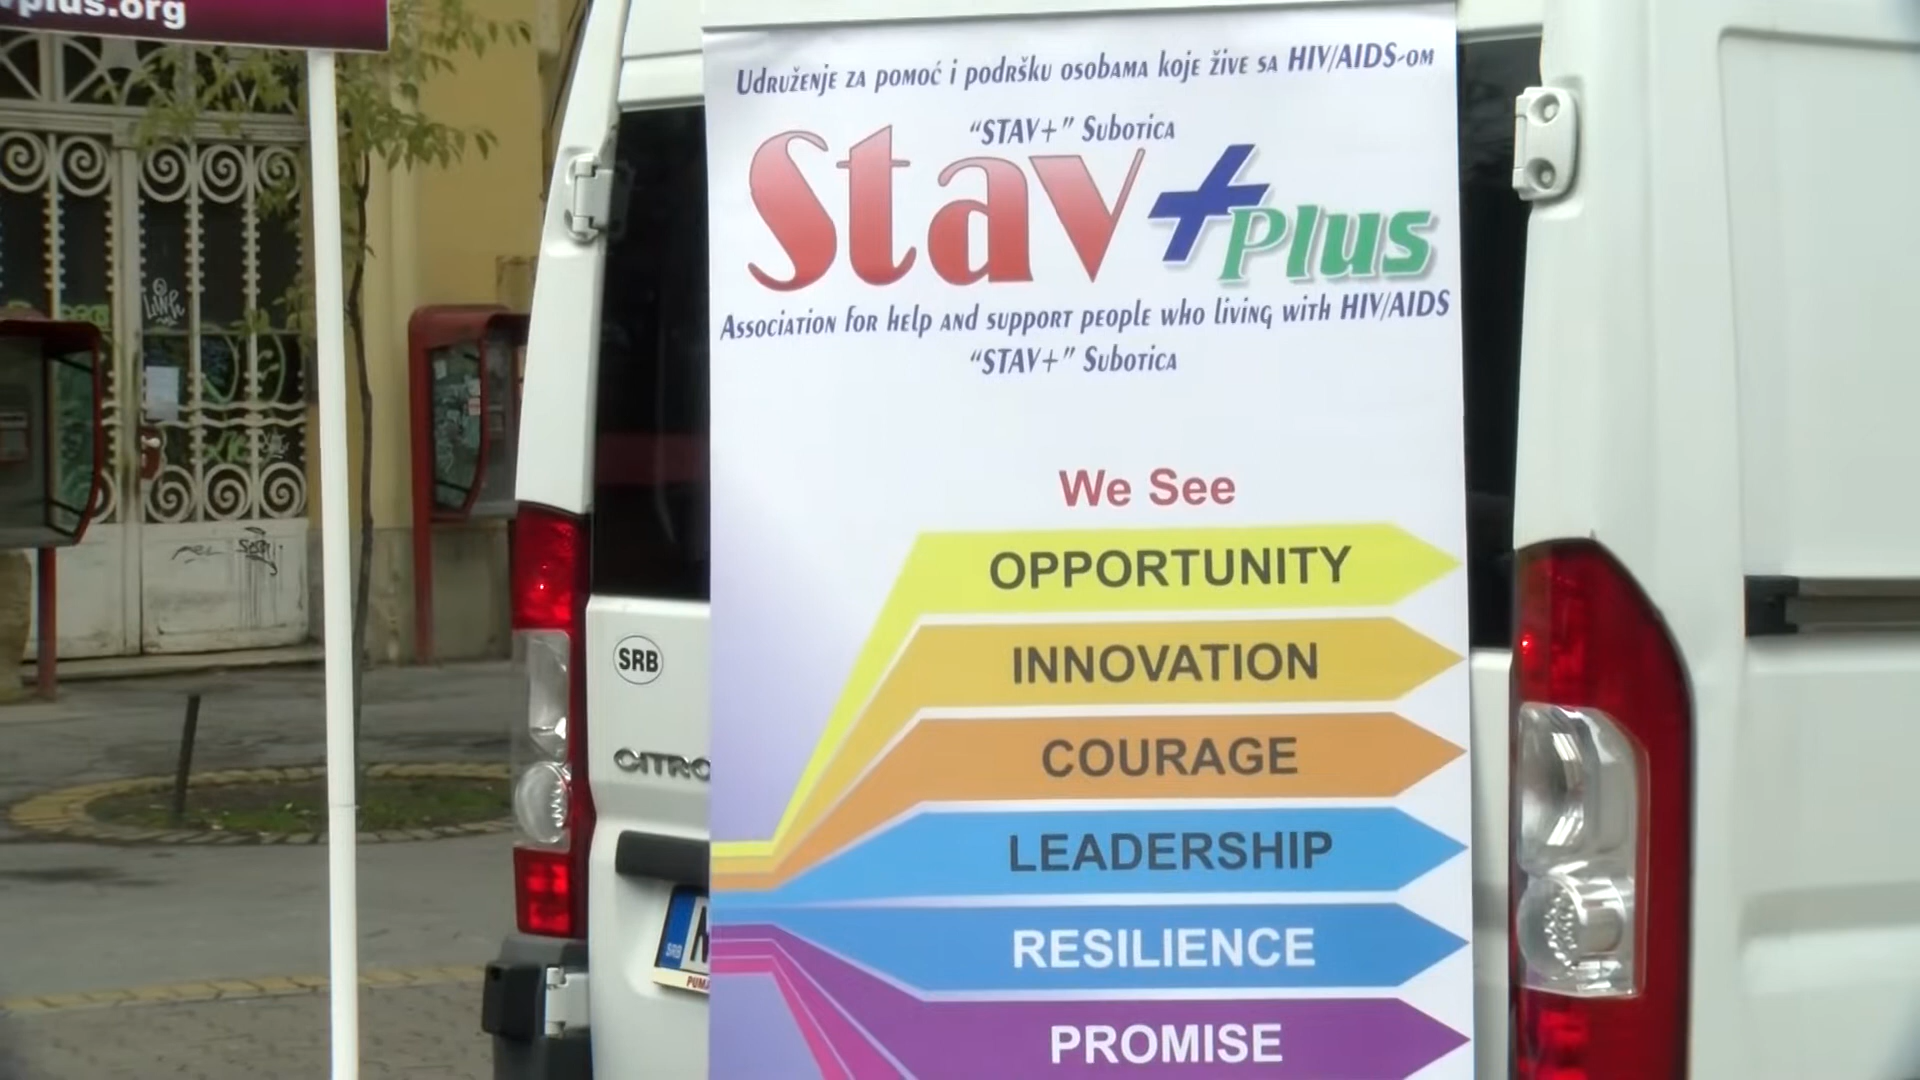 plus.org
Udruženje za pomoć i podršku osobama koje žive sa HIV/AIDS-om
“STAV+” Subotica
Stav + Plus
Association for help and support people who living with HIV/AIDS
“STAV+” Subotica
We See
OPPORTUNITY
INNOVATION
COURAGE
LEADERSHIP
RESILIENCE
PROMISE
SRB
CITRO
SRB